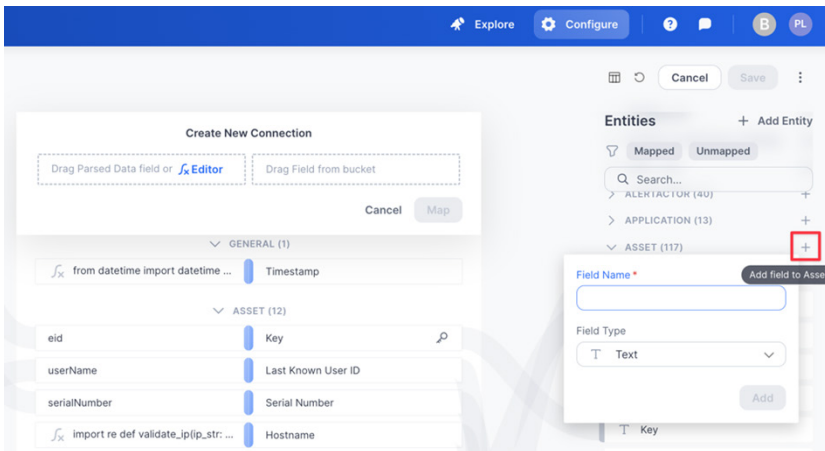 Explore
Configure
?
B
PL
Cancel
Save
Create New Connection
Drag Parsed Data field or fx Editor
Drag Field from bucket
Cancel
Map
GENERAL (1)
fx from datetime import datetime ...
Timestamp
ASSET (12)
eid
Key
userName
Last Known User ID
serialNumber
Serial Number
fx import re def validate_ip(ip_str: ...
Hostname
Entities
+ Add Entity
Mapped
Unmapped
Search...
ALERTACTOR (40)
APPLICATION (13)
ASSET (117)
Add field to Asse
Field Name *
Field Type
T Text
Add
T Key